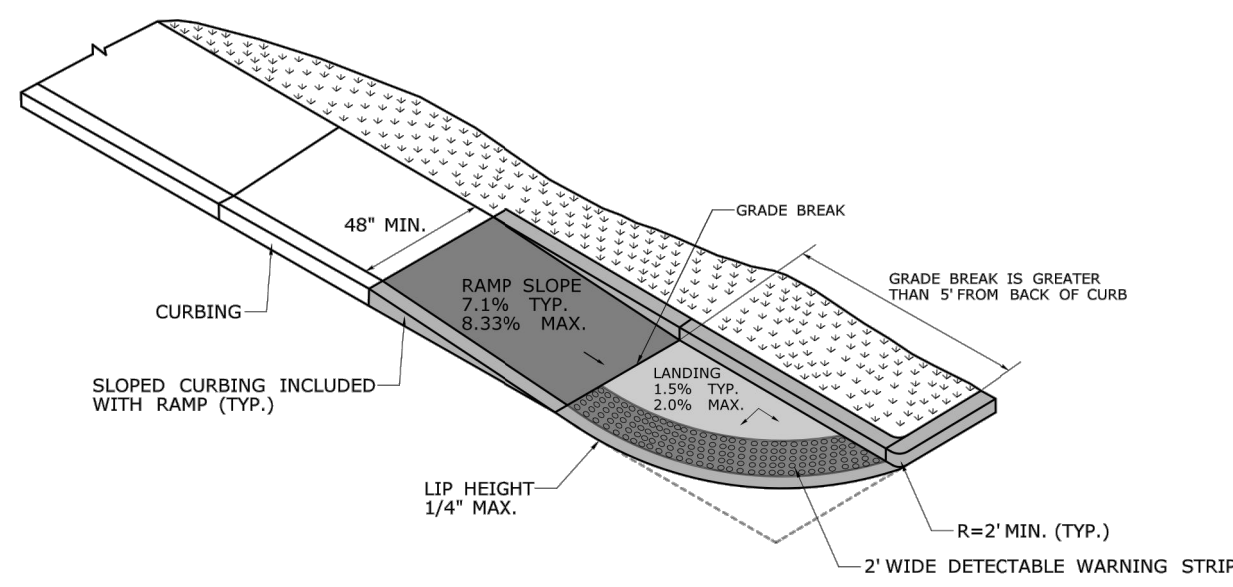 GRADE BREAK
48" MIN.
GRADE BREAK IS GREATER
THAN 5' FROM BACK OF CURB
RAMP SLOPE
7.1% TYP.
8.33% MAX.
CURBING
LANDING
1.5% TYP.
2.0% MAX.
SLOPED CURBING INCLUDED
WITH RAMP (TYP.)
LIP HEIGHT
1/4" MAX.
R=2' MIN. (TYP.)
2' WIDE DETECTABLE WARNING STRIP